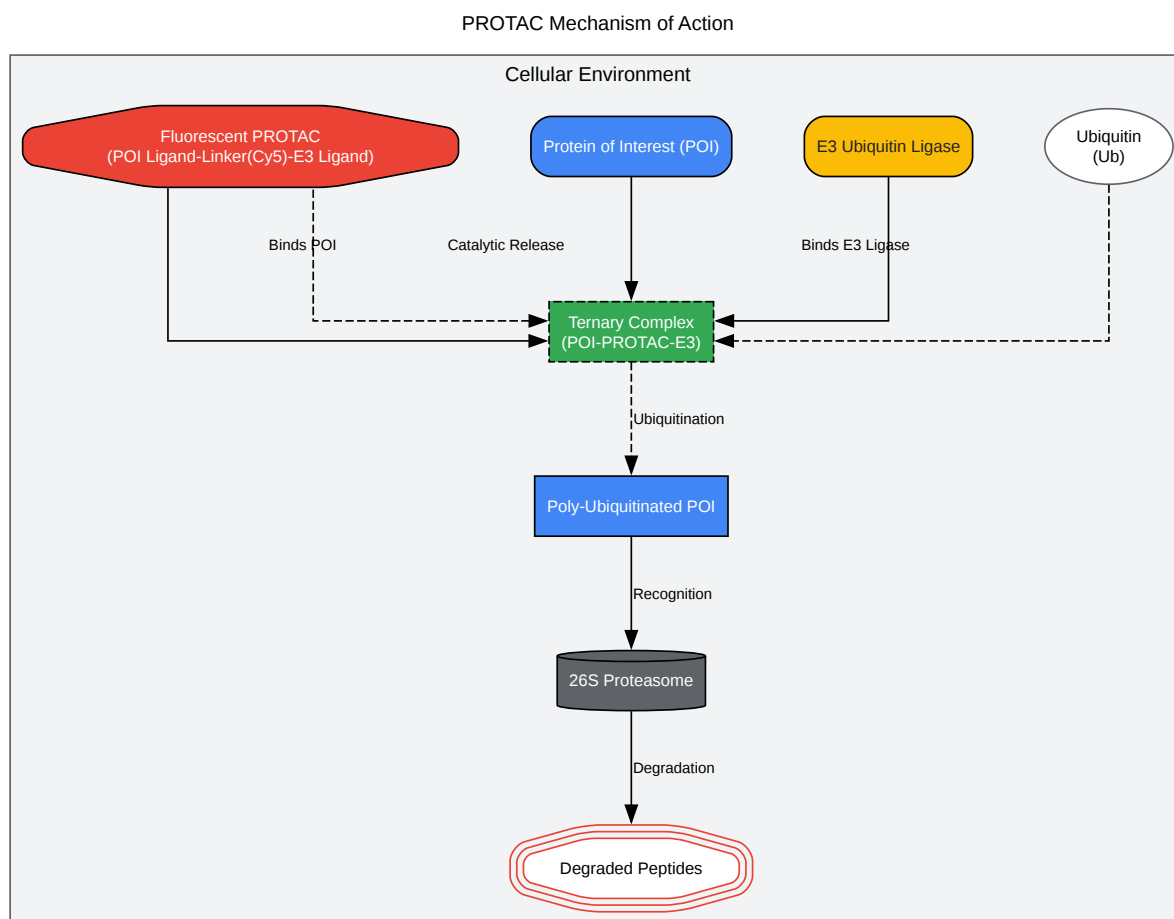 PROTAC Mechanism of Action
Cellular Environment
Fluorescent PROTAC
(POI Ligand-Linker(Cy5)-E3 Ligand)
Protein of Interest (POI)
E3 Ubiquitin Ligase
Ubiquitin
(Ub)
Binds POI
Catalytic Release
Binds E3 Ligase
Ternary Complex
(POI-PROTAC-E3)
Ubiquitination
Poly-Ubiquitinated POI
Recognition
26S Proteasome
Degradation
Degraded Peptides